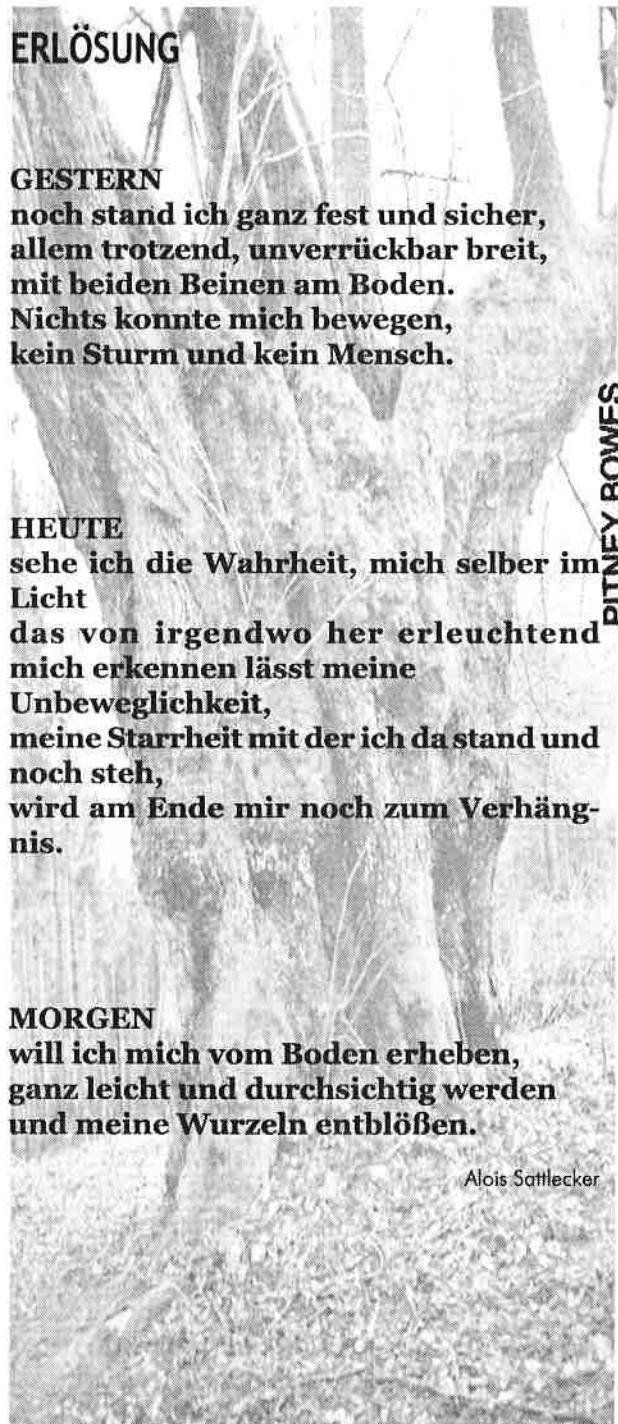 ERLÖSUNG
GESTERN
noch stand ich ganz fest und sicher,
allem trotzend, unverrückbar breit,
mit beiden Beinen am Boden.
Nichts konnte mich bewegen,
kein Sturm und kein Mensch.
PITNEY BOWES
HEUTE
sehe ich die Wahrheit, mich selber im
Licht
das von irgendwo her erleuchtend
mich erkennen lässt meine
Unbeweglichkeit,
meine Starrheit mit der ich da stand und
noch steh,
wird am Ende mir noch zum Verhäng-
nis.
MORGEN
will ich mich vom Boden erheben,
ganz leicht und durchsichtig werden
und meine Wurzeln entblößen.
Alois Sattlecker